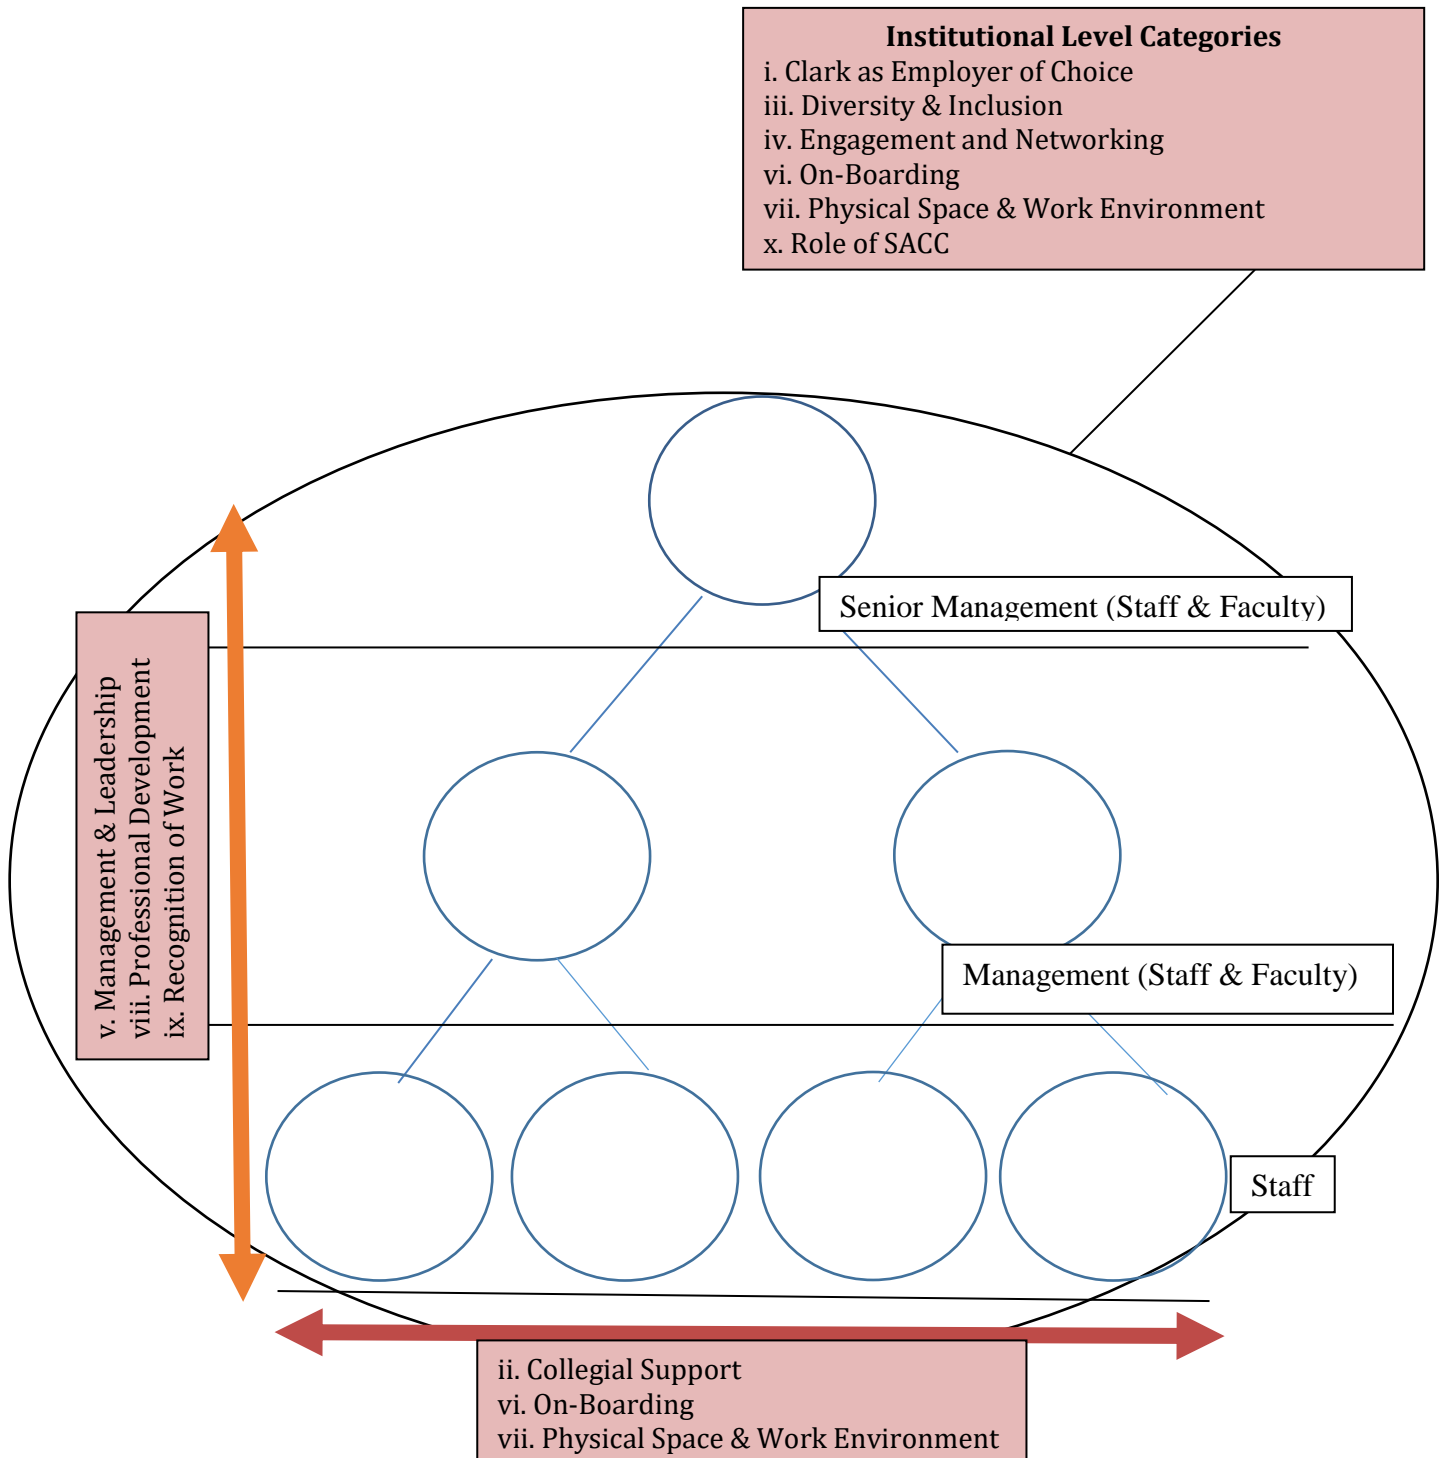 Institutional Level Categories
i. Clark as Employer of Choice
iii. Diversity & Inclusion
iv. Engagement and Networking
vi. On-Boarding
vii. Physical Space & Work Environment
x. Role of SACC
Senior Management (Staff & Faculty)
v. Management & Leadership
viii. Professional Development
ix. Recognition of Work
Management (Staff & Faculty)
Staff
ii. Collegial Support
vi. On-Boarding
vii. Physical Space & Work Environment